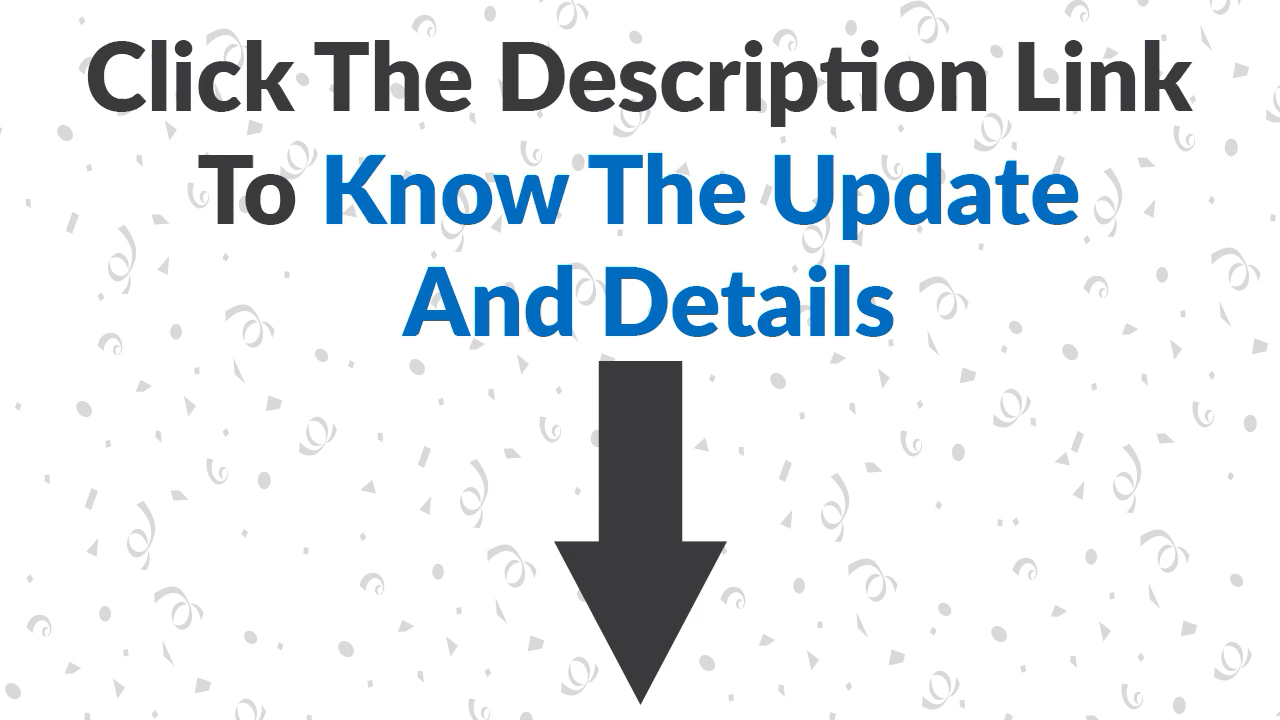 Click The Description Link
To Know The Update
And Details